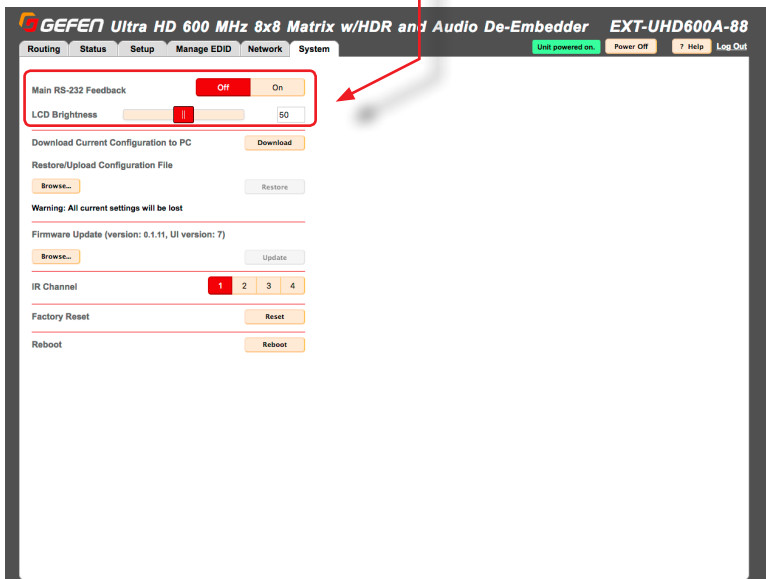 GEFEN Ultra HD 600 MHz 8x8 Matrix w/HDR and Audio De-Embedder EXT-UHD600A-88
Routing Status Setup Manage EDID Network System Unit powered on. Power Off ? Help Log Out
Main RS-232 Feedback Off On
LCD Brightness 50
Download Current Configuration to PC Download
Restore/Upload Configuration File
Browse... Restore
Warning: All current settings will be lost
Firmware Update (version: 0.1.11, UI version: 7)
Browse... Update
IR Channel 1 2 3 4
Factory Reset Reset
Reboot Reboot